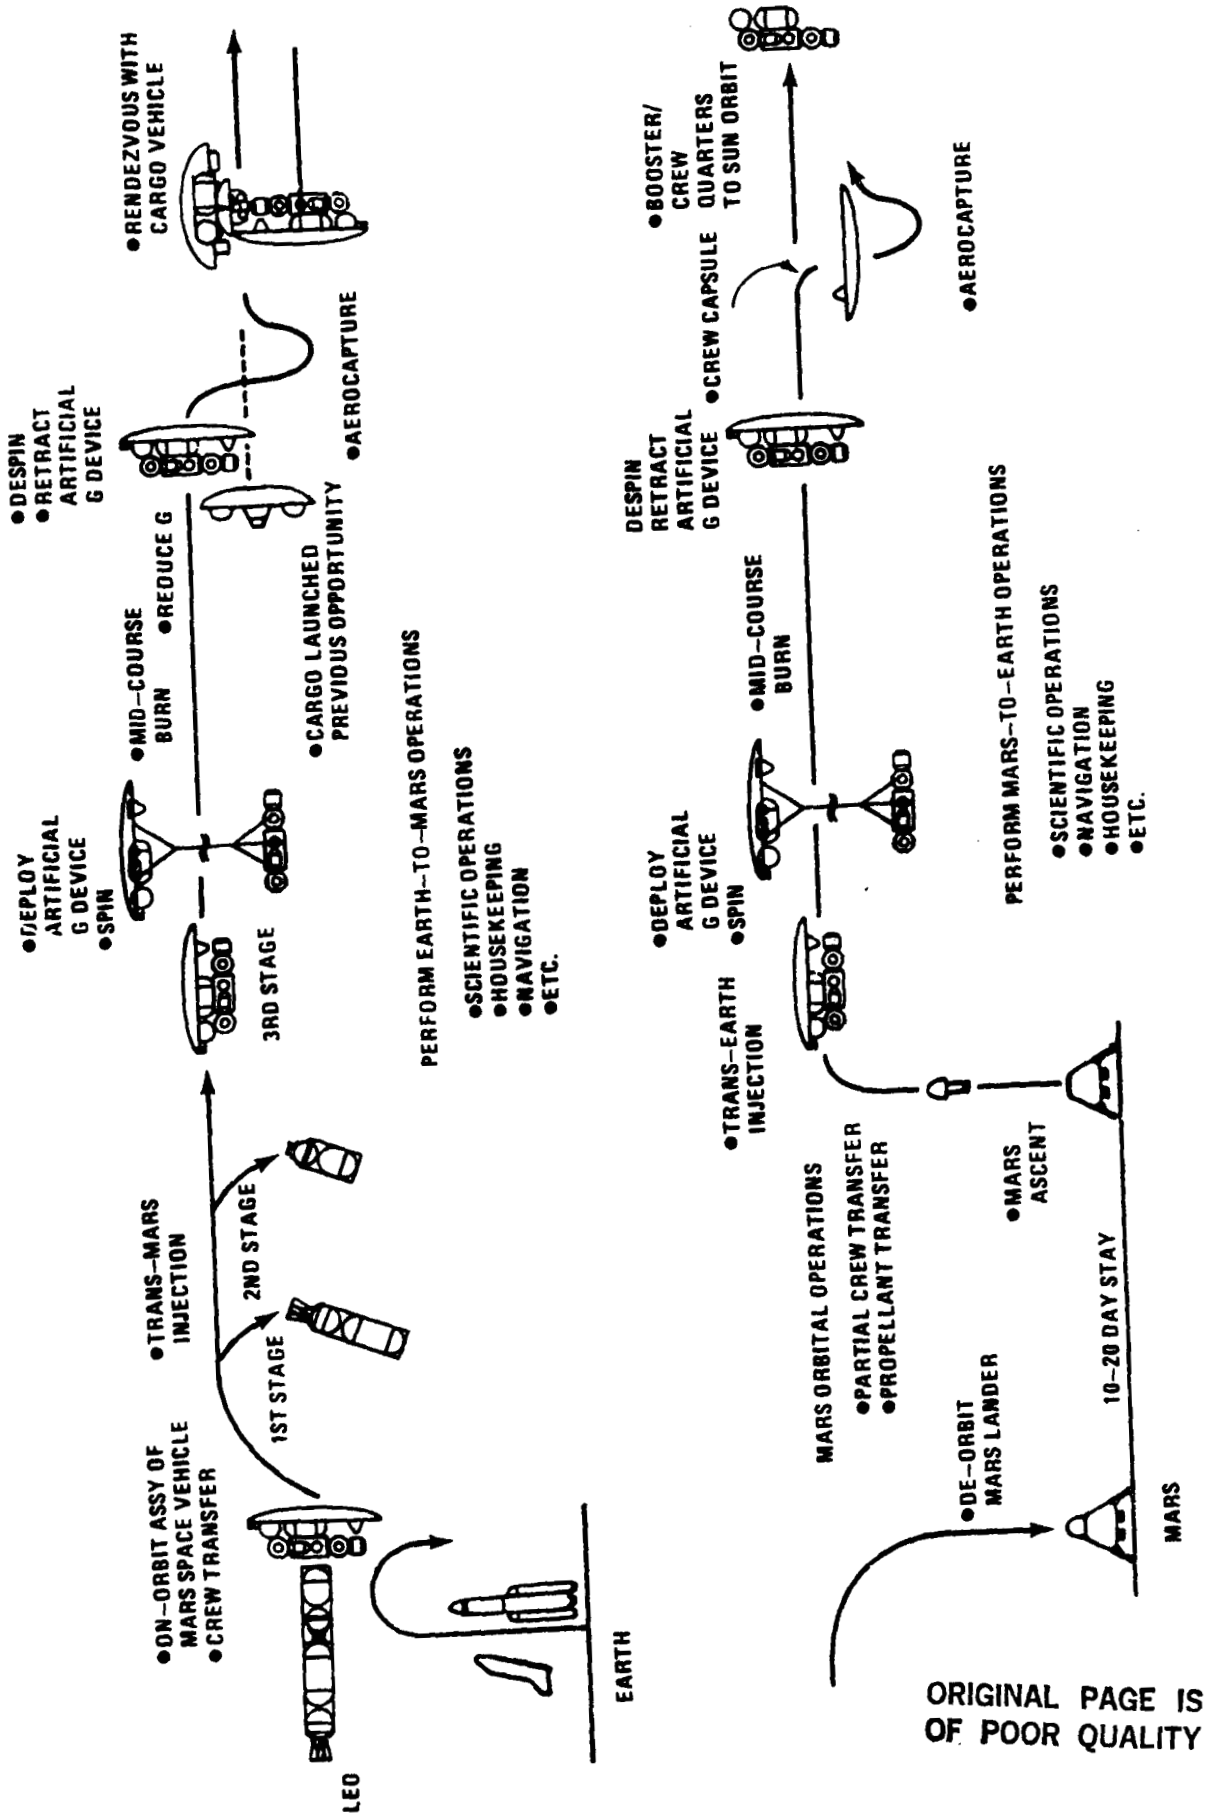 ●ON-ORBIT ASSY OF
MARS SPACE VEHICLE
●CREW TRANSFER
LEO
EARTH
1ST STAGE
●TRANS-MARS
INJECTION
2ND STAGE
3RD STAGE
●DEPLOY
ARTIFICIAL
G DEVICE
●SPIN
●MID-COURSE
BURN
●REDUCE G
●CARGO LAUNCHED
PREVIOUS OPPORTUNITY
●DESPIN
●RETRACT
ARTIFICIAL
G DEVICE
●AEROCAPTURE
●RENDEZVOUS WITH
CARGO VEHICLE
PERFORM EARTH-TO-MARS OPERATIONS
●SCIENTIFIC OPERATIONS
●HOUSEKEEPING
●NAVIGATION
●ETC.
●DE-ORBIT
MARS LANDER
MARS
10-20 DAY STAY
MARS ORBITAL OPERATIONS
●PARTIAL CREW TRANSFER
●PROPELLANT TRANSFER
●MARS
ASCENT
●TRANS-EARTH
INJECTION
●DEPLOY
ARTIFICIAL
G DEVICE
●SPIN
●MID-COURSE
BURN
DESPIN
RETRACT
ARTIFICIAL
G DEVICE
●CREW CAPSULE
●BOOSTER/
CREW
QUARTERS
TO SUN ORBIT
●AEROCAPTURE
PERFORM MARS-TO-EARTH OPERATIONS
●SCIENTIFIC OPERATIONS
●NAVIGATION
●HOUSEKEEPING
●ETC.
ORIGINAL PAGE IS
OF POOR QUALITY